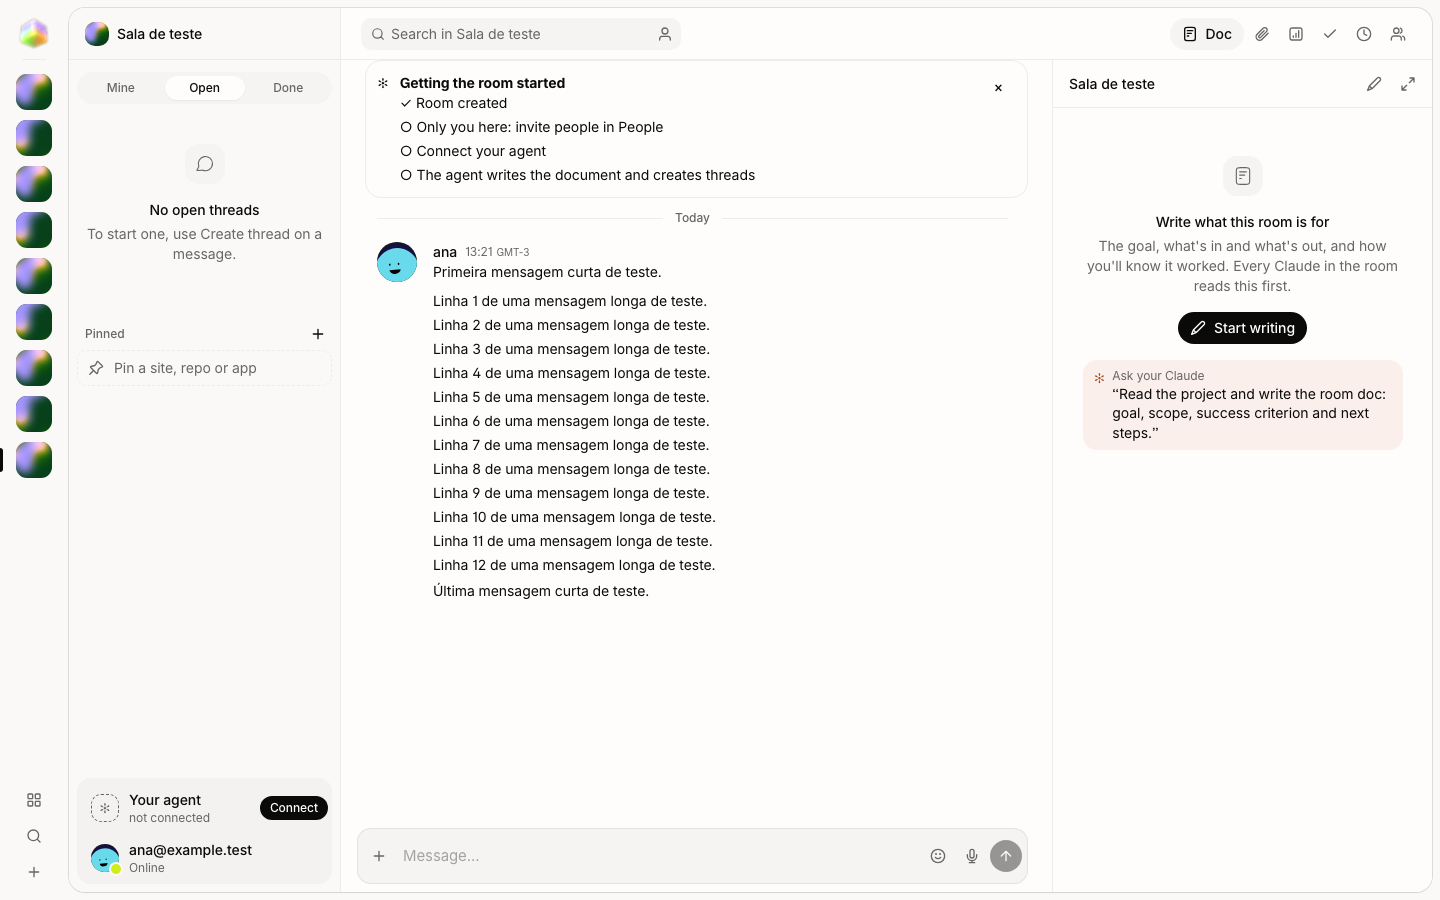 Sala de teste
Search in Sala de teste
Doc
Mine
Open
Done
No open threads
To start one, use Create thread on a
message.
Pinned
Pin a site, repo or app
Your agent
not connected
Connect
ana@example.test
Online
Getting the room started
Room created
Only you here: invite people in People
Connect your agent
The agent writes the document and creates threads
Today
ana 13:21 GMT-3
Primeira mensagem curta de teste.
Linha 1 de uma mensagem longa de teste.
Linha 2 de uma mensagem longa de teste.
Linha 3 de uma mensagem longa de teste.
Linha 4 de uma mensagem longa de teste.
Linha 5 de uma mensagem longa de teste.
Linha 6 de uma mensagem longa de teste.
Linha 7 de uma mensagem longa de teste.
Linha 8 de uma mensagem longa de teste.
Linha 9 de uma mensagem longa de teste.
Linha 10 de uma mensagem longa de teste.
Linha 11 de uma mensagem longa de teste.
Linha 12 de uma mensagem longa de teste.
Última mensagem curta de teste.
Message...
Sala de teste
Write what this room is for
The goal, what's in and what's out, and how
you'll know it worked. Every Claude in the room
reads this first.
Start writing
Ask your Claude
“Read the project and write the room doc:
goal, scope, success criterion and next
steps.”